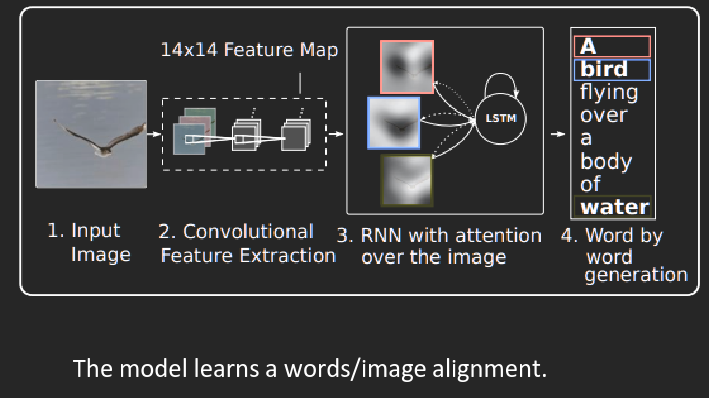 14x14 Feature Map
LSTM
A
bird
flying
over
a
body
of
water
1. Input
Image
2. Convolutional
Feature Extraction
3. RNN with attention
over the image
4. Word by
word
generation
The model learns a words/image alignment.